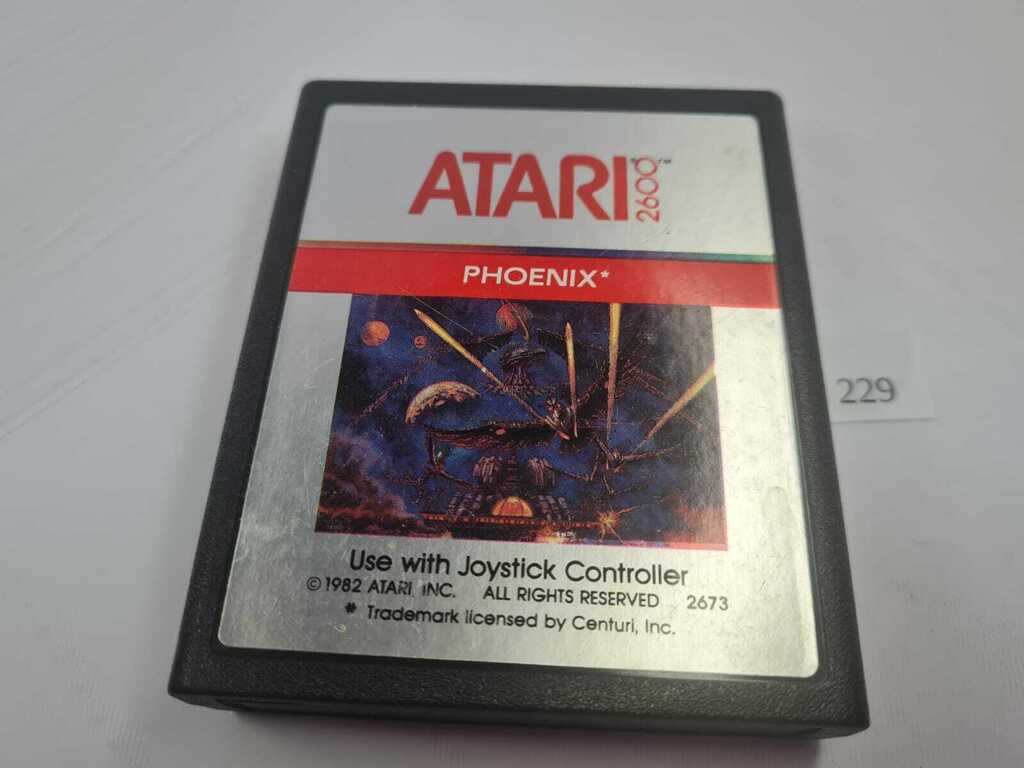 ATARI 2600™
PHOENIX*
229
Use with Joystick Controller
© 1982 ATARI, INC. ALL RIGHTS RESERVED 2673
* Trademark licensed by Centuri, Inc.